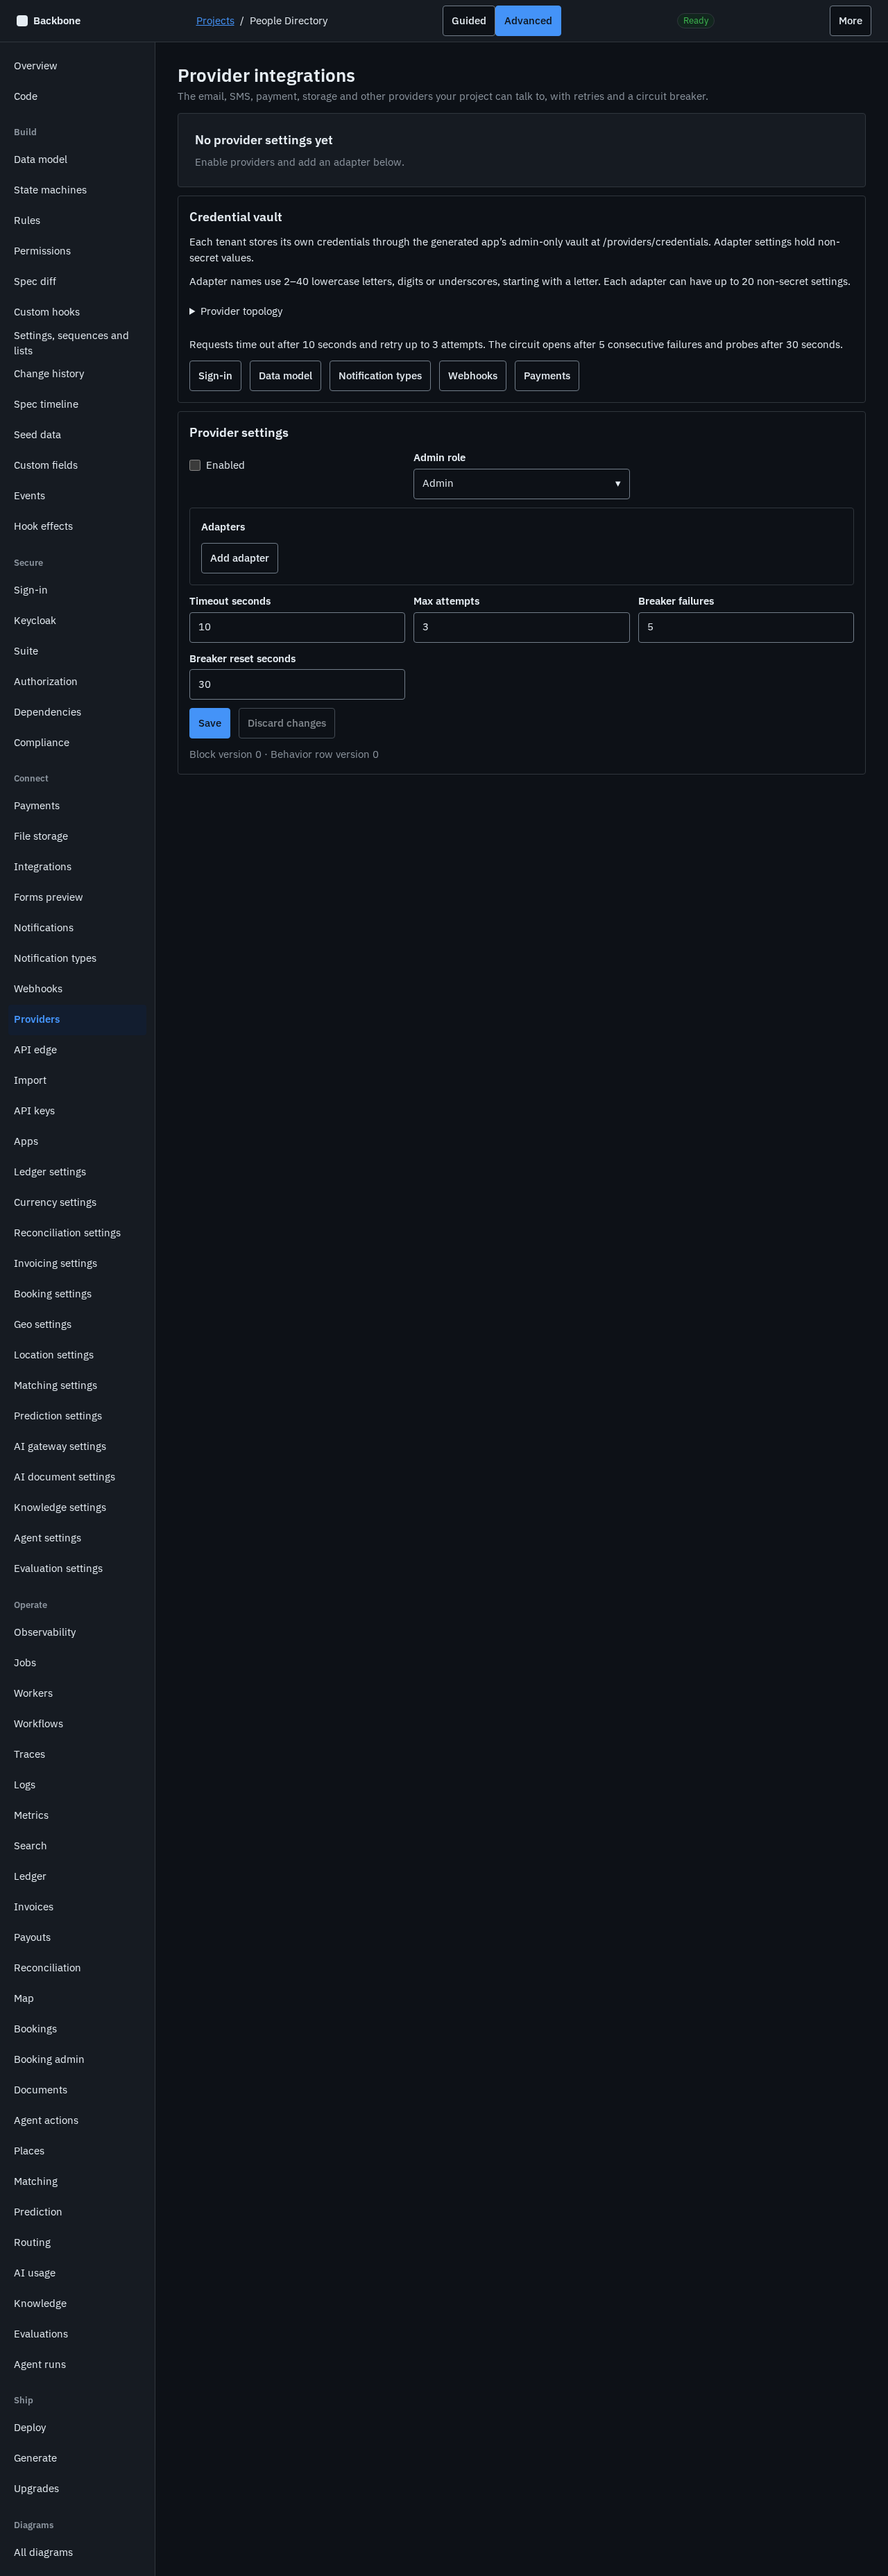 Backbone
Projects / People Directory
Guided
Advanced
Ready
More
Overview
Code
Build
Data model
State machines
Rules
Permissions
Spec diff
Custom hooks
Settings, sequences and
lists
Change history
Spec timeline
Seed data
Custom fields
Events
Hook effects
Secure
Sign-in
Keycloak
Suite
Authorization
Dependencies
Compliance
Connect
Payments
File storage
Integrations
Forms preview
Notifications
Notification types
Webhooks
Providers
API edge
Import
API keys
Apps
Ledger settings
Currency settings
Reconciliation settings
Invoicing settings
Booking settings
Geo settings
Location settings
Matching settings
Prediction settings
AI gateway settings
AI document settings
Knowledge settings
Agent settings
Evaluation settings
Operate
Observability
Jobs
Workers
Workflows
Traces
Logs
Metrics
Search
Ledger
Invoices
Payouts
Reconciliation
Map
Bookings
Booking admin
Documents
Agent actions
Places
Matching
Prediction
Routing
AI usage
Knowledge
Evaluations
Agent runs
Ship
Deploy
Generate
Upgrades
Diagrams
All diagrams
Provider integrations
The email, SMS, payment, storage and other providers your project can talk to, with retries and a circuit breaker.
No provider settings yet
Enable providers and add an adapter below.
Credential vault
Each tenant stores its own credentials through the generated app’s admin-only vault at /providers/credentials. Adapter settings hold non-
secret values.
Adapter names use 2–40 lowercase letters, digits or underscores, starting with a letter. Each adapter can have up to 20 non-secret settings.
▶ Provider topology
Requests time out after 10 seconds and retry up to 3 attempts. The circuit opens after 5 consecutive failures and probes after 30 seconds.
Sign-in
Data model
Notification types
Webhooks
Payments
Provider settings
Enabled
Admin role
Admin ▾
Adapters
Add adapter
Timeout seconds
10
Max attempts
3
Breaker failures
5
Breaker reset seconds
30
Save
Discard changes
Block version 0 · Behavior row version 0